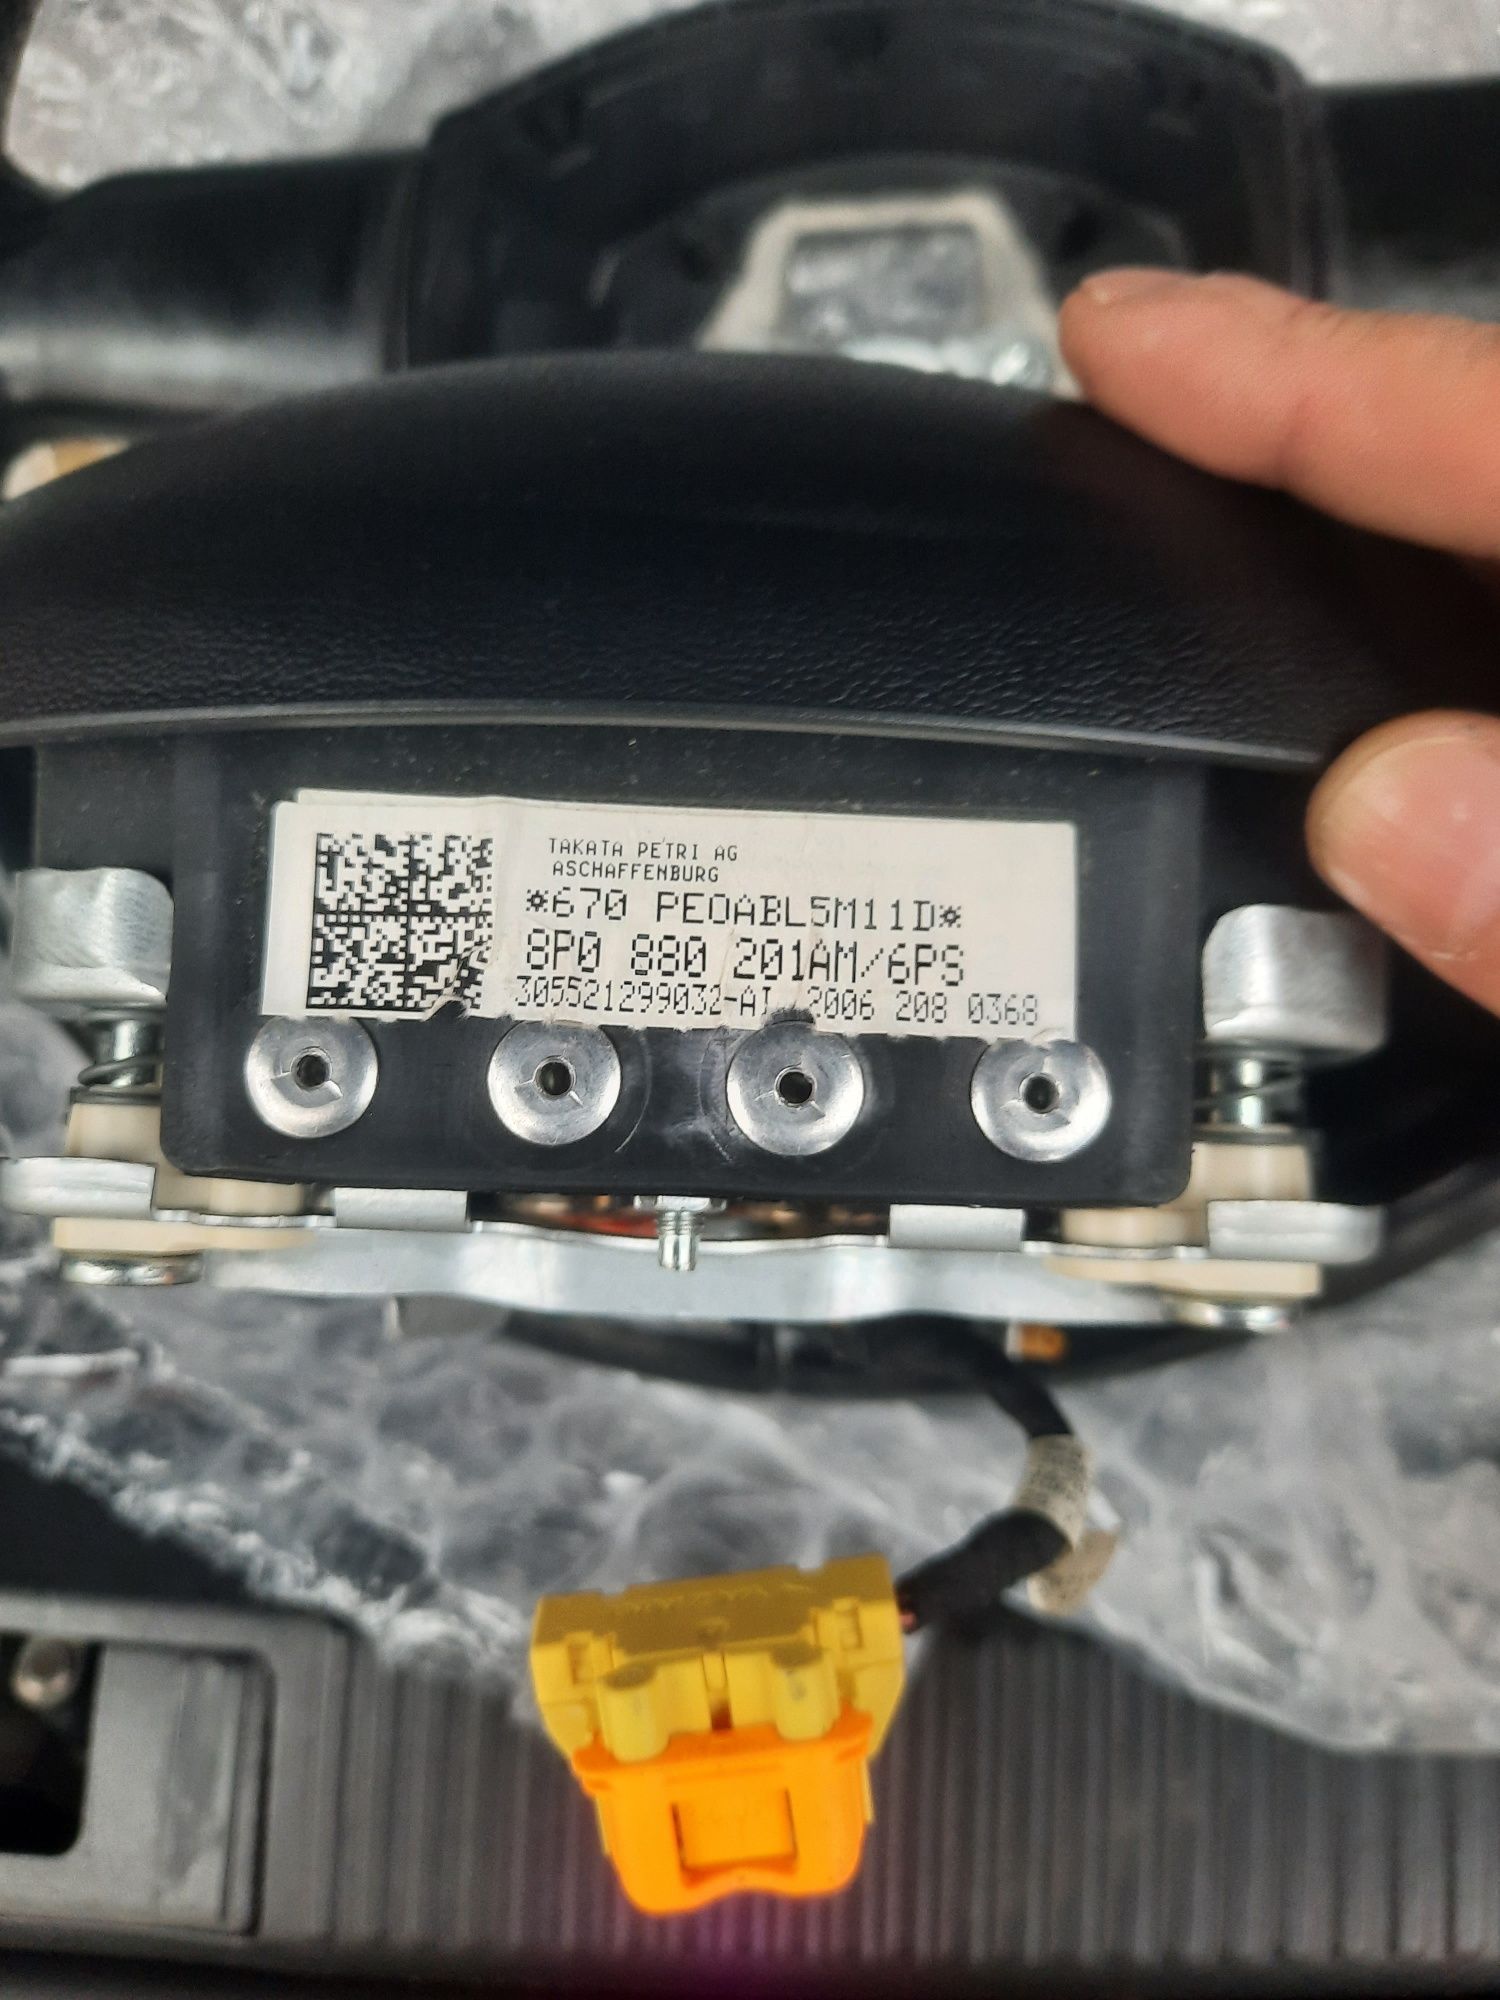 TAKATA PETRI AG
ASCHAFFENBURG
*670 PE0ABL5M11D*
8P0 880 201AM/6PS
305521299032-AI 2006 208 0368